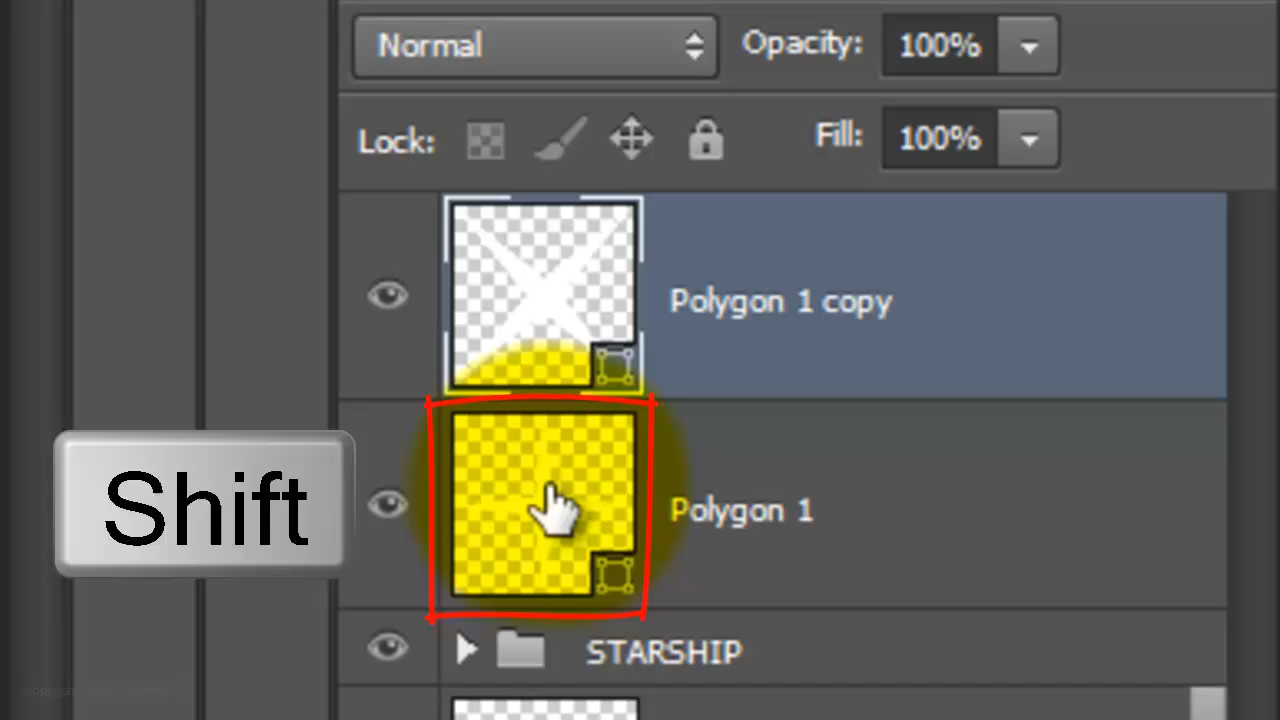 Normal
Opacity: 100%
Lock:
Fill: 100%
Polygon 1 copy
Polygon 1
Shift
STARSHIP